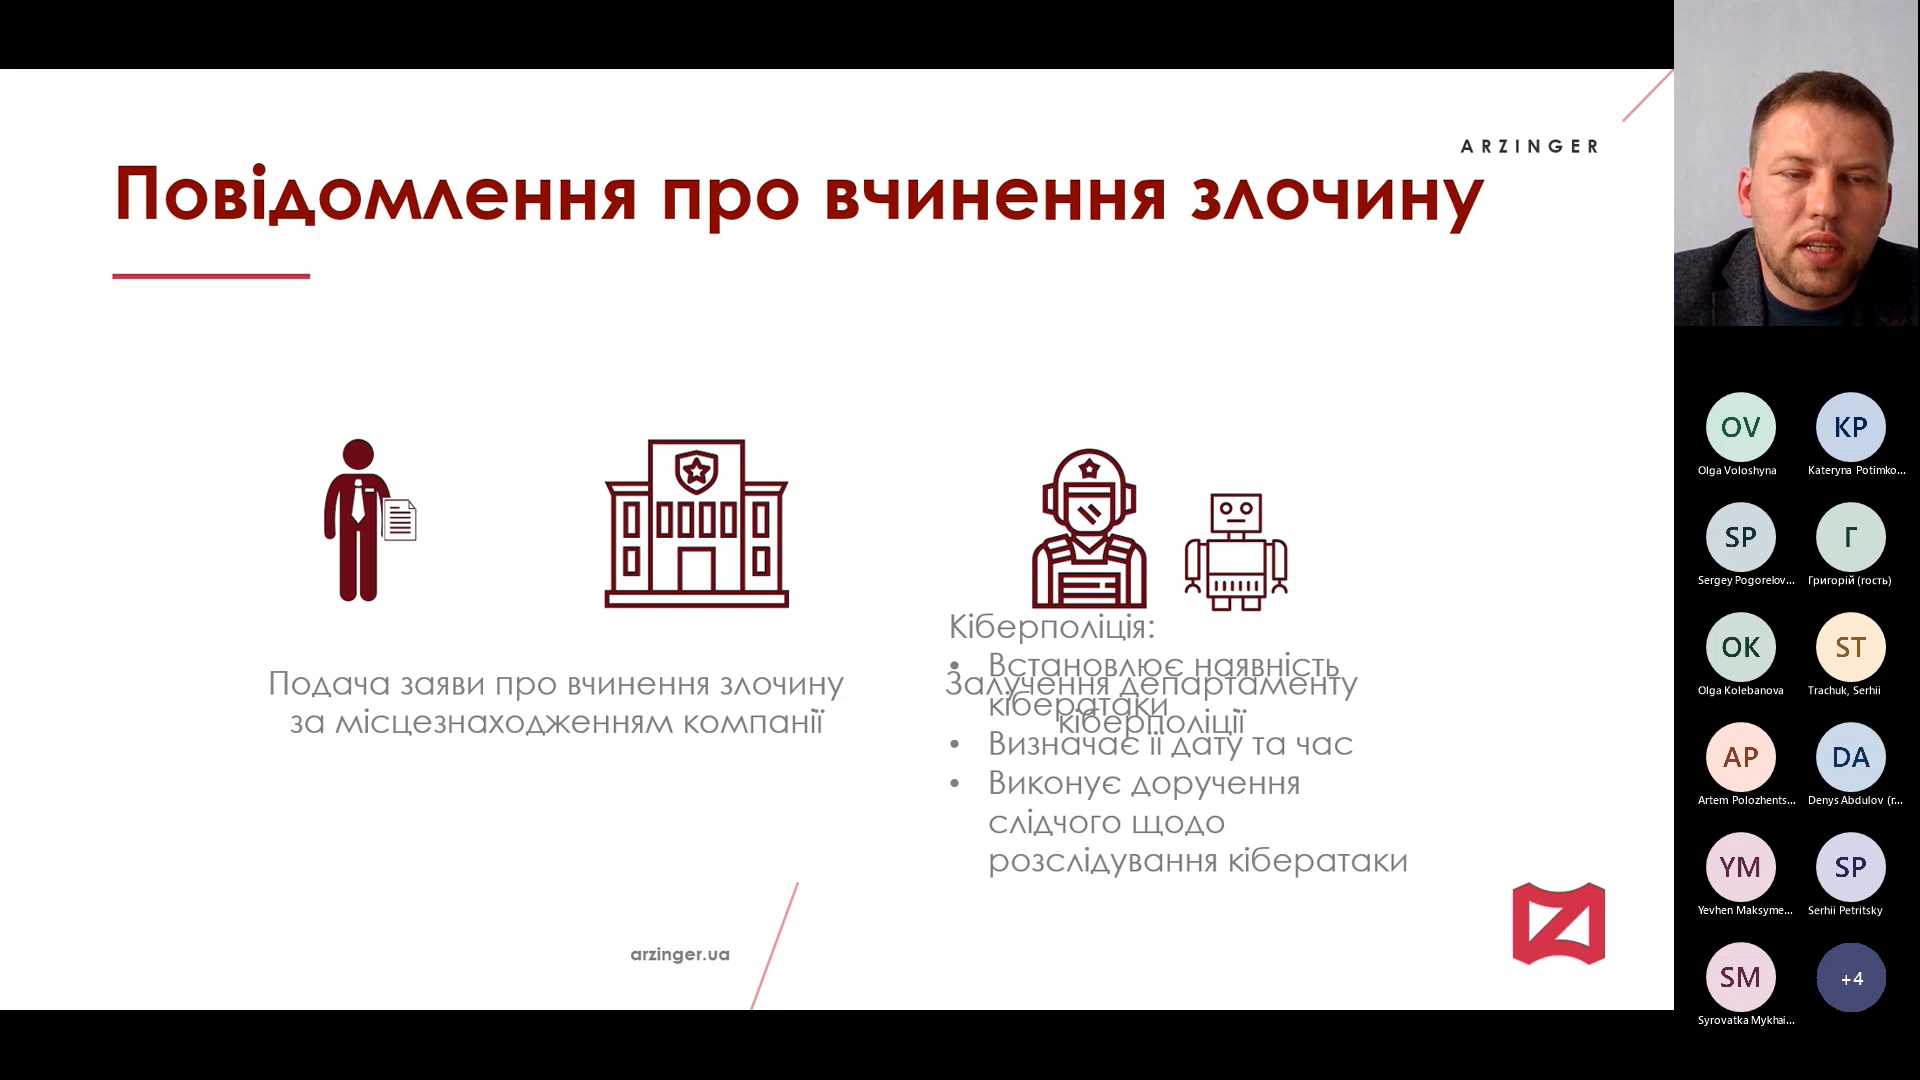 ARZINGER
Повідомлення про вчинення злочину
Подача заяви про вчинення злочину
за місцезнаходженням компанії
Залучення департаменту
кіберполіції
Кіберполіція:
• Встановлює наявність
кібератаки
• Визначає її дату та час
• Виконує доручення
слідчого щодо
розслідування кібератаки
arzinger.ua
OV
Olga Voloshyna
KP
Kateryna Potimko...
SP
Sergey Pogorelov...
Г
Григорій (гость)
OK
Olga Kolebanova
ST
Trachuk, Serhii
AP
Artem Polozhents...
DA
Denys Abdulov (г...
YM
Yevhen Maksyme...
SP
Serhii Petritsky
SM
Syrovatka Mykhai...
+4